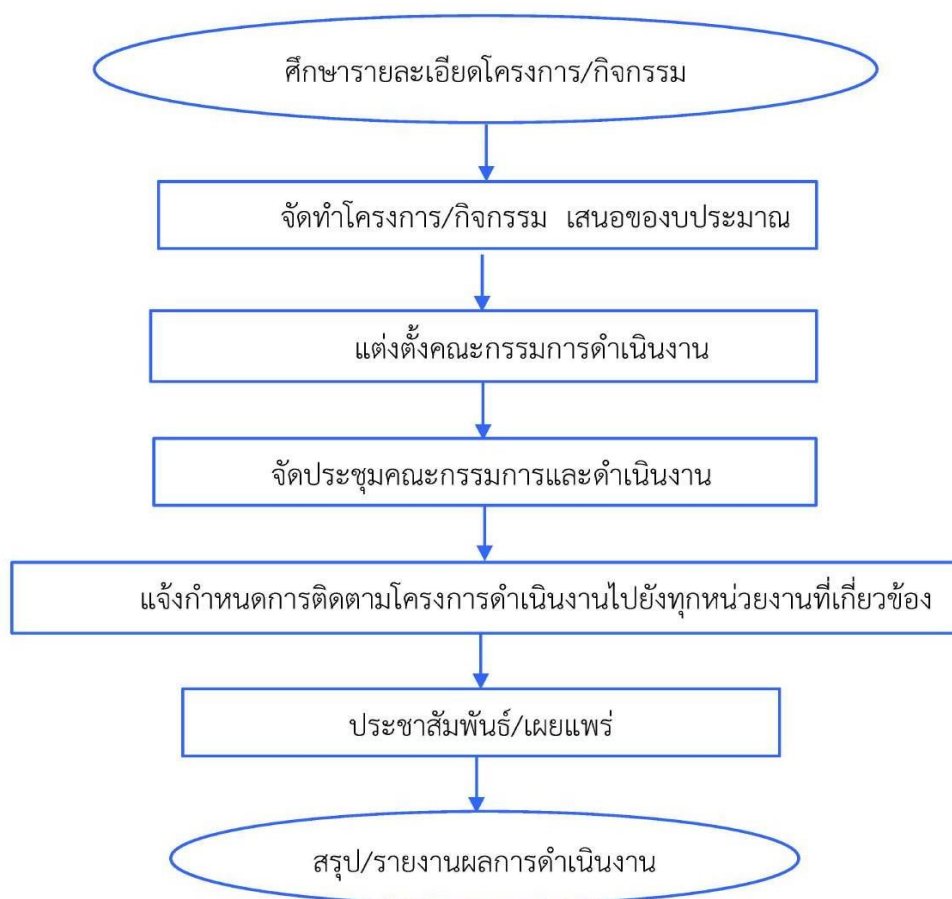 ศึกษารายละเอียดโครงการ/กิจกรรม
จัดทำโครงการ/กิจกรรม เสนอของบประมาณ
แต่งตั้งคณะกรรมการดำเนินงาน
จัดประชุมคณะกรรมการและดำเนินงาน
แจ้งกำหนดการติดตามโครงการดำเนินงานไปยังทุกหน่วยงานที่เกี่ยวข้อง
ประชาสัมพันธ์/เผยแพร่
สรุป/รายงานผลการดำเนินงาน